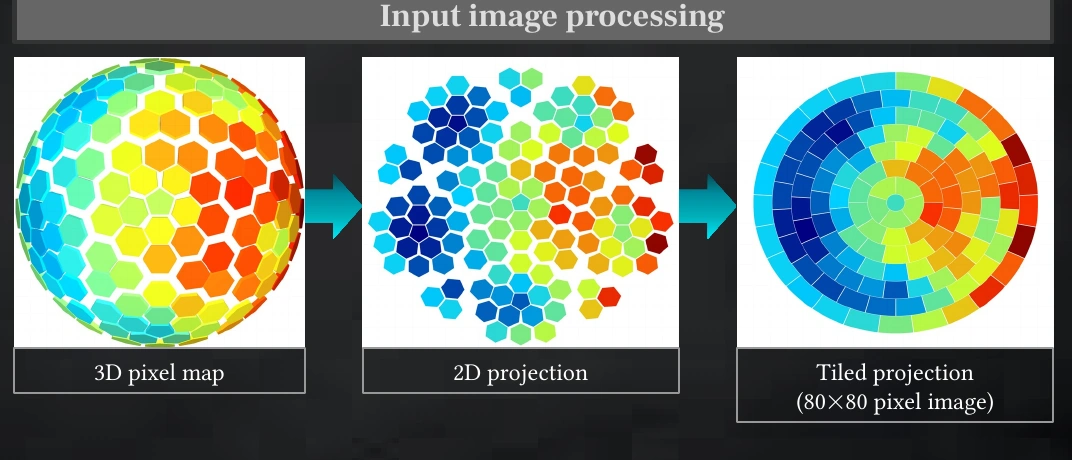 Input image processing
3D pixel map
2D projection
Tiled projection
(80×80 pixel image)